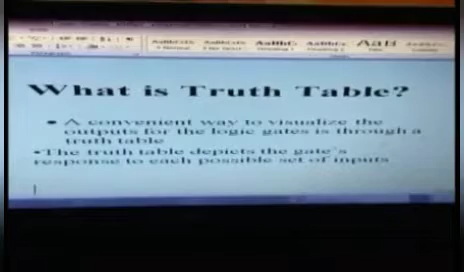 What is Truth Table?
• A convenient way to visualize the
outputs for the logic gates is through a
truth table
•The truth table depicts the gate's
response to each possible set of inputs